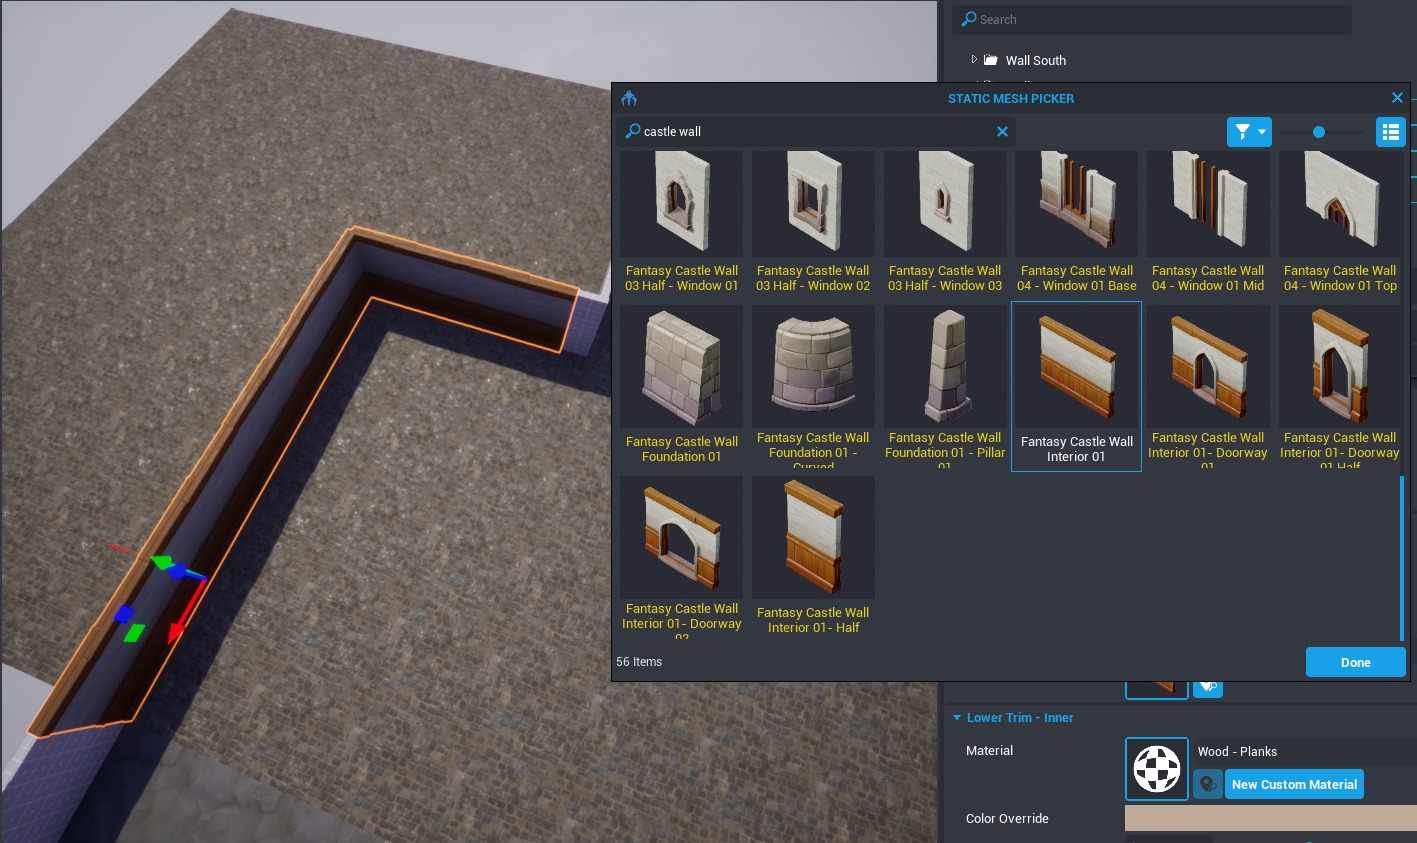 Search
Wall South
STATIC MESH PICKER
castle wall
Fantasy Castle Wall
03 Half - Window 01
Fantasy Castle Wall
03 Half - Window 02
Fantasy Castle Wall
03 Half - Window 03
Fantasy Castle Wall
04 - Window 01 Base
Fantasy Castle Wall
04 - Window 01 Mid
Fantasy Castle Wall
04 - Window 01 Top
Fantasy Castle Wall
Foundation 01
Fantasy Castle Wall
Foundation 01 -
Curved
Fantasy Castle Wall
Foundation 01 - Pillar
01
Fantasy Castle Wall
Interior 01
Fantasy Castle Wall
Interior 01- Doorway
01
Fantasy Castle Wall
Interior 01- Doorway
01 Half
Fantasy Castle Wall
Interior 01- Doorway
02
Fantasy Castle Wall
Interior 01- Half
56 Items
Done
Lower Trim - Inner
Material
Wood - Planks
New Custom Material
Color Override